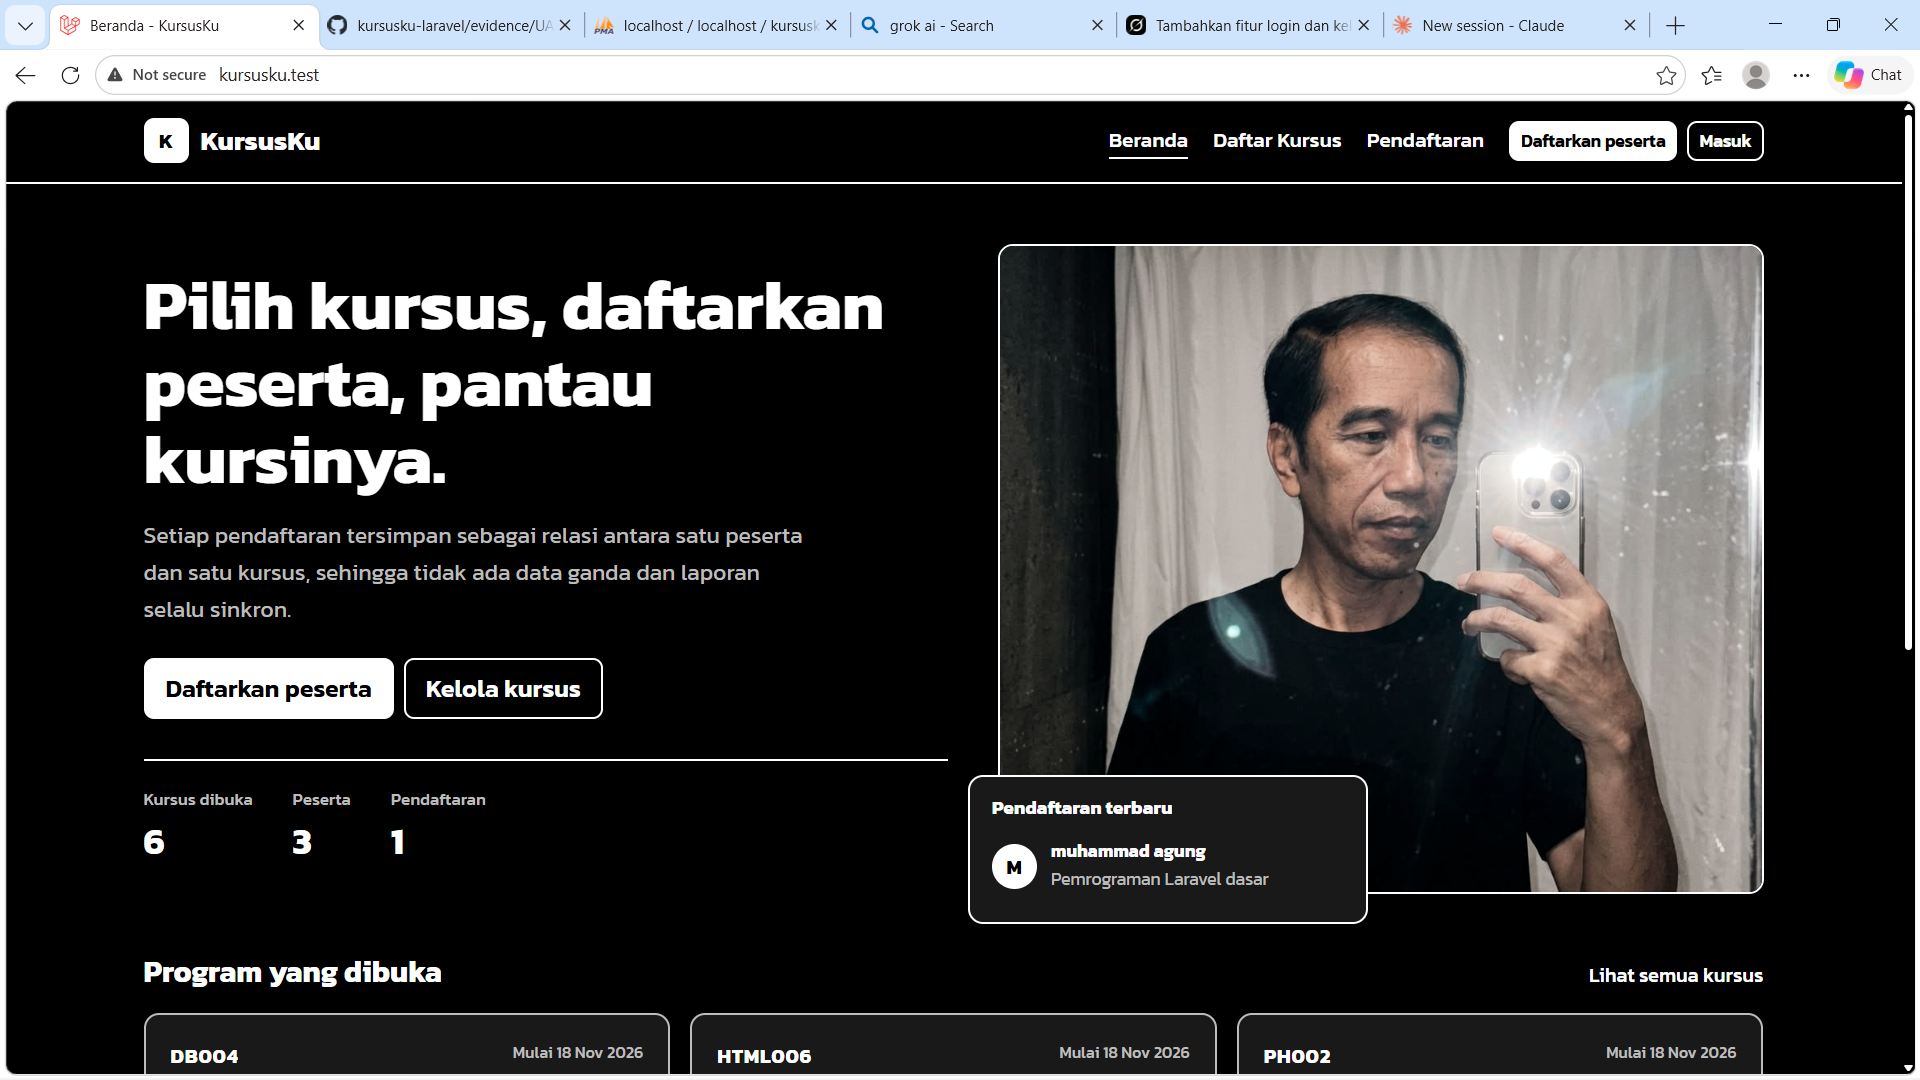 Beranda - KursusKu
kursusku-laravel/evidence/UA
localhost / localhost / kursusk
grok ai - Search
Tambahkan fitur login dan kel
New session - Claude
Not secure
kursusku.test
Chat
K
KursusKu
Beranda
Daftar Kursus
Pendaftaran
Daftarkan peserta
Masuk
Pilih kursus, daftarkan
peserta, pantau
kursinya.
Setiap pendaftaran tersimpan sebagai relasi antara satu peserta
dan satu kursus, sehingga tidak ada data ganda dan laporan
selalu sinkron.
Daftarkan peserta
Kelola kursus
Kursus dibuka
6
Peserta
3
Pendaftaran
1
Pendaftaran terbaru
M
muhammad agung
Pemrograman Laravel dasar
Program yang dibuka
Lihat semua kursus
DB004
Mulai 18 Nov 2026
HTML006
Mulai 18 Nov 2026
PH002
Mulai 18 Nov 2026